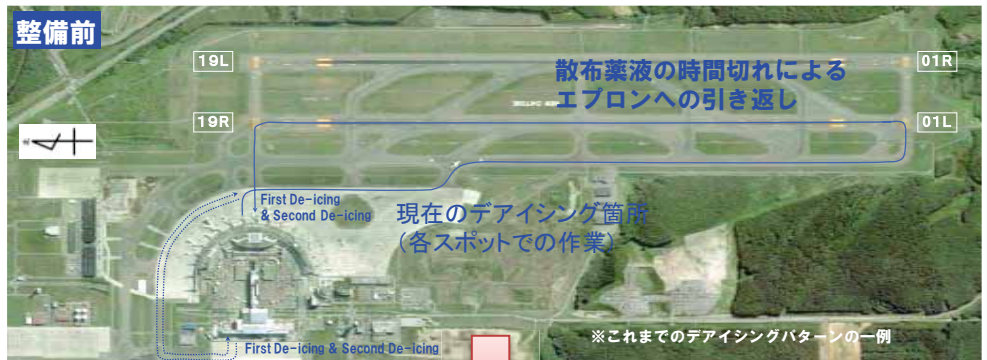 整備前
19L
01R
散布薬液の時間切れによる
エプロンへの引き返し
19R
01L
First De-icing
& Second De-icing
現在のデアイシング箇所
(各スポットでの作業)
※これまでのデアイシングパターンの一例
First De-icing & Second De-icing